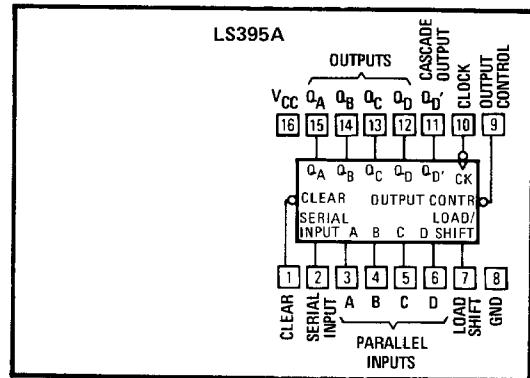 LS395A
OUTPUTS
CASCADE
OUTPUT
CLOCK
OUTPUT
CONTROL
VCC QA QB QC QD QD'
16 15 14 13 12 11 10 9
QA QB QC QD QD' CK
CLEAR OUTPUT CONTR
SERIAL
INPUT A B C D LOAD/
SHIFT
1 2 3 4 5 6 7 8
CLEAR
SERIAL
INPUT
A B C D
LOAD
SHIFT
GND
PARALLEL
INPUTS